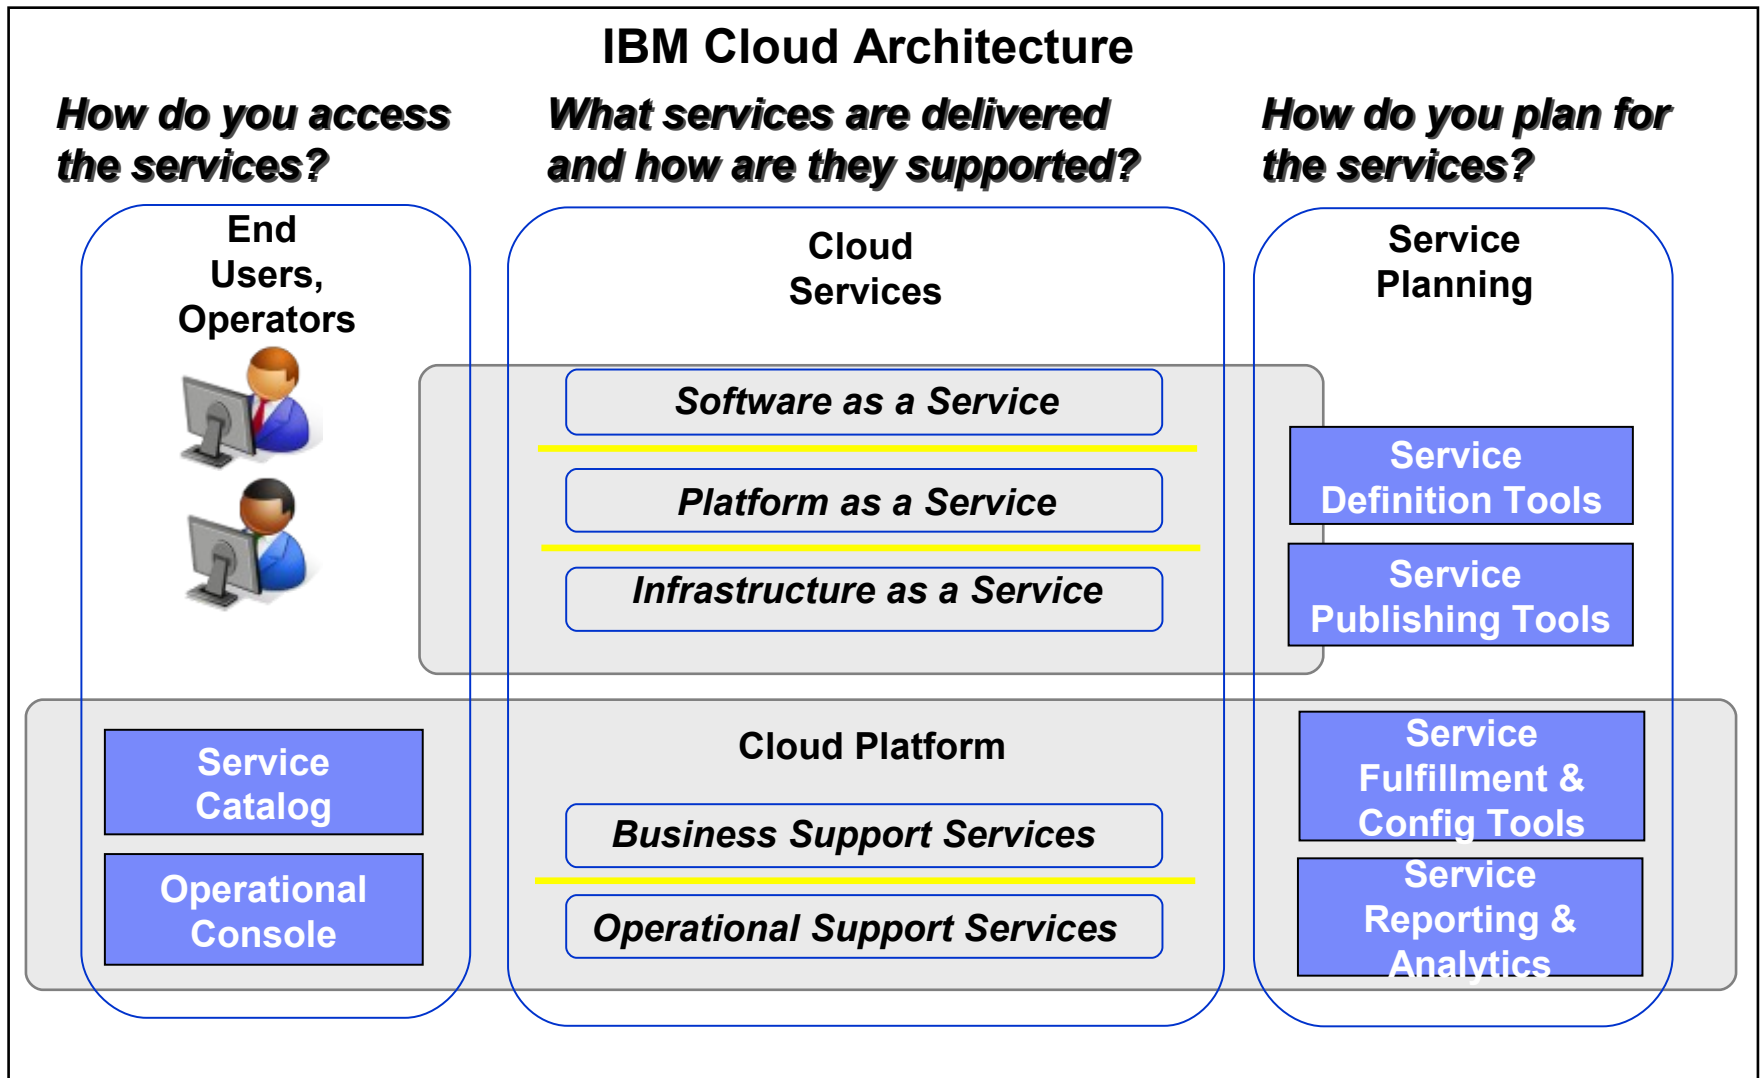 IBM Cloud Architecture
How do you access
the services?
What services are delivered
and how are they supported?
How do you plan for
the services?
End
Users,
Operators
Cloud
Services
Service
Planning
Software as a Service
Platform as a Service
Infrastructure as a Service
Service
Definition Tools
Service
Publishing Tools
Service
Catalog
Operational
Console
Cloud Platform
Business Support Services
Operational Support Services
Service
Fulfillment &
Config Tools
Service
Reporting &
Analytics